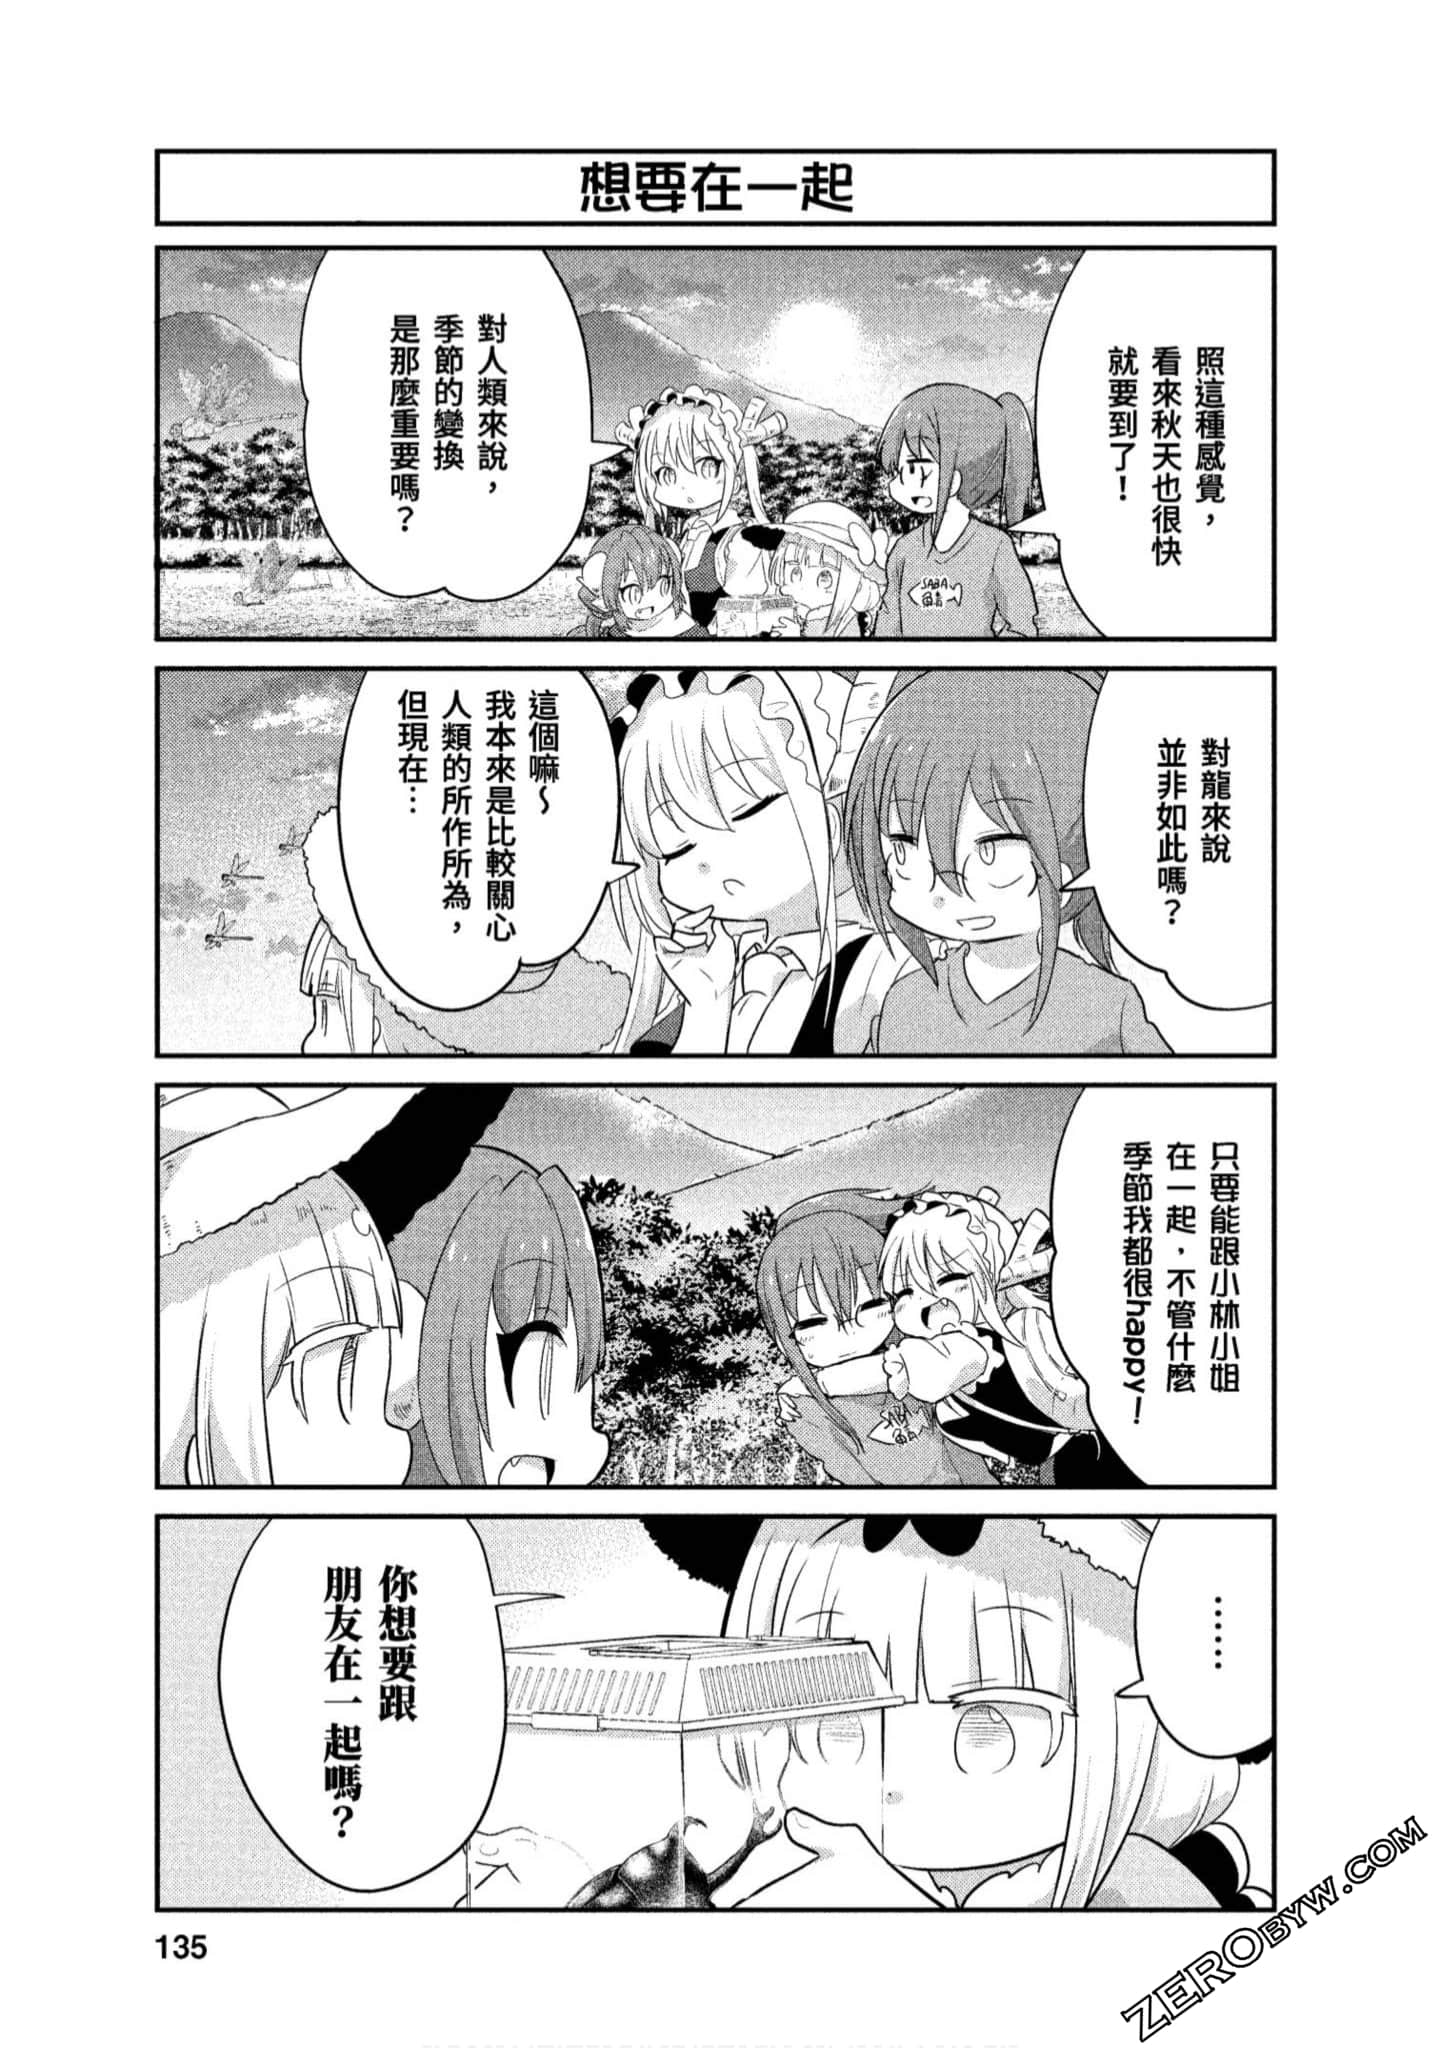 想要在一起
照這種感覺，
看來秋天也很快
就要到了！
對人類來說，
季節的變換
是那麼重要嗎？
SABA
鯖
對龍來說
並非如此嗎？
這個嘛～
我本來是比較關心
人類的所作所為，
但現在…
只要能跟小林小姐
在一起，不管什麼
季節我都很happy！
SABA
鯖
……
你想要跟
朋友在一起嗎？
135
ZEROBYW.COM